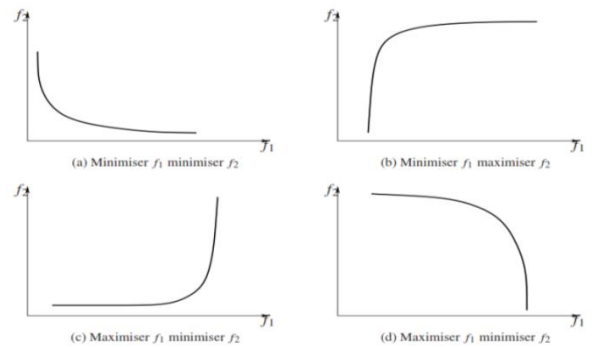 f₂ f₂
f₁ f₁
(a) Minimiser f₁ minimiser f₂ (b) Minimiser f₁ maximiser f₂
f₂ f₂
f₁ f₁
(c) Maximiser f₁ minimiser f₂ (d) Maximiser f₁ minimiser f₂